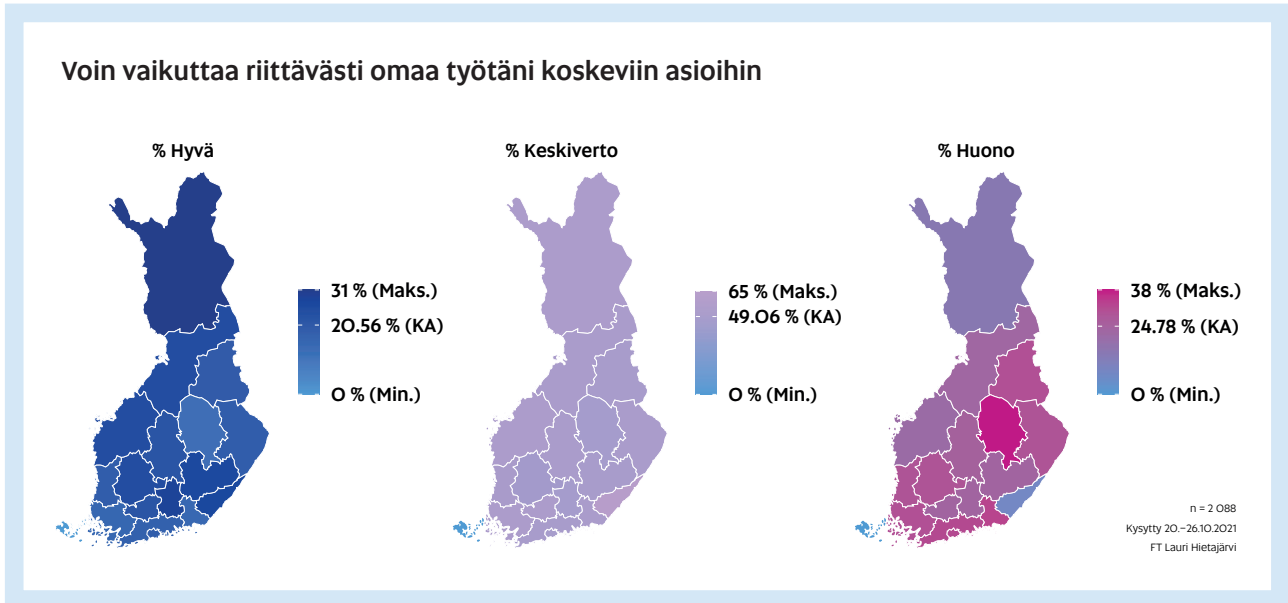 Voin vaikuttaa riittävästi omaa työtäni koskeviin asioihin
% Hyvä
31 % (Maks.)
20.56 % (KA)
0 % (Min.)
% Keskiverto
65 % (Maks.)
49.06 % (KA)
0 % (Min.)
% Huono
38 % (Maks.)
24.78 % (KA)
0 % (Min.)
n = 2 088
Kysytty 20.–26.10.2021
FT Lauri Hietajärvi